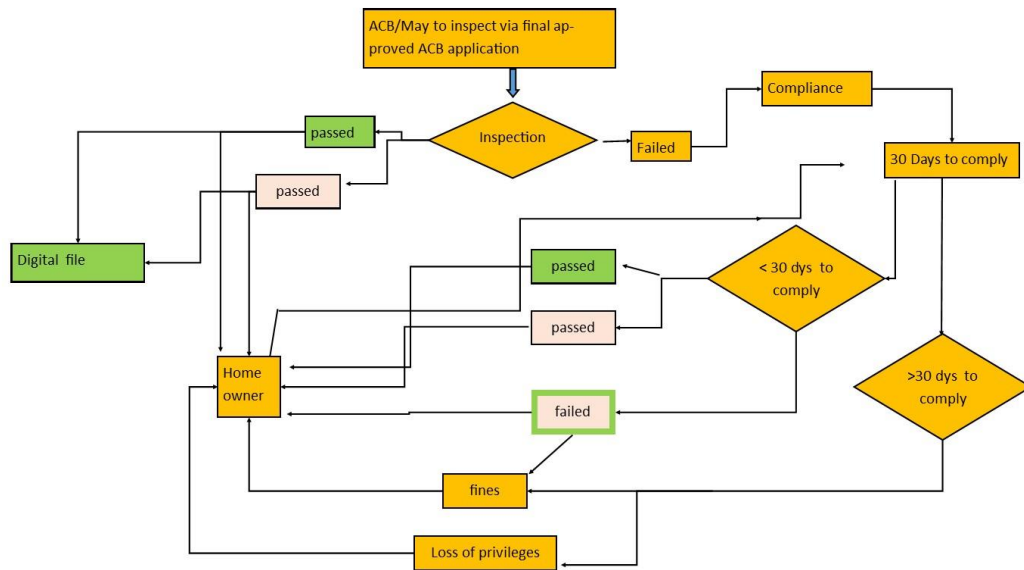 ACB/May to inspect via final ap-
proved ACB application
Compliance
passed
Inspection
Failed
30 Days to comply
passed
Digital  file
passed
< 30 dys  to
comply
passed
Home
owner
>30 dys  to
comply
failed
fines
Loss of privileges